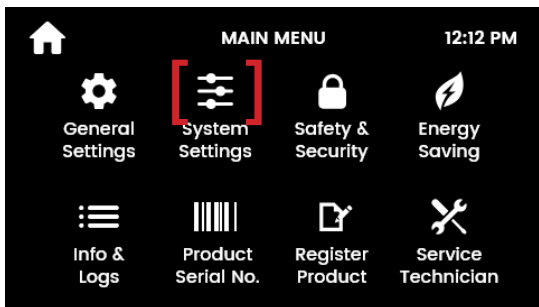 MAIN MENU 12:12 PM
General Settings
System Settings
Safety & Security
Energy Saving
Info & Logs
Product Serial No.
Register Product
Service Technician